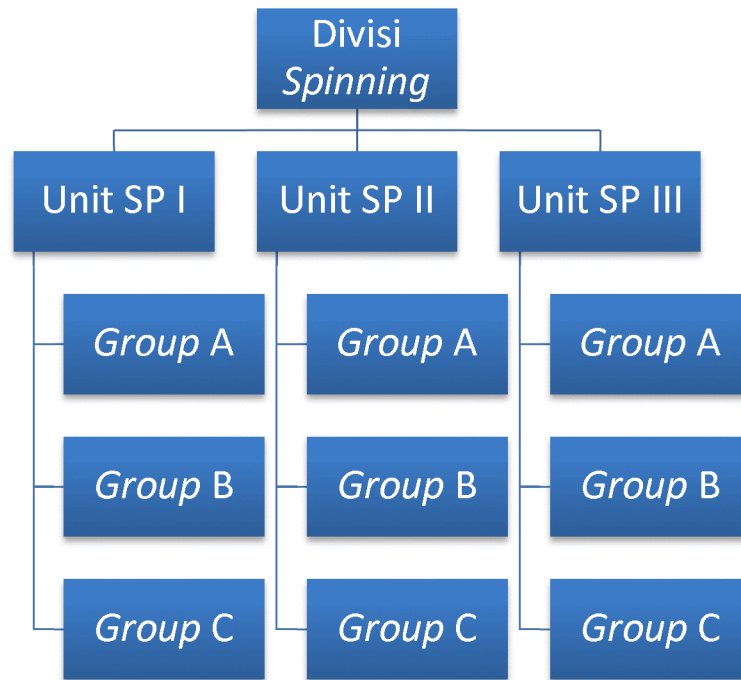 Divisi
Spinning
Unit SP I
Unit SP II
Unit SP III
Group A
Group A
Group A
Group B
Group B
Group B
Group C
Group C
Group C